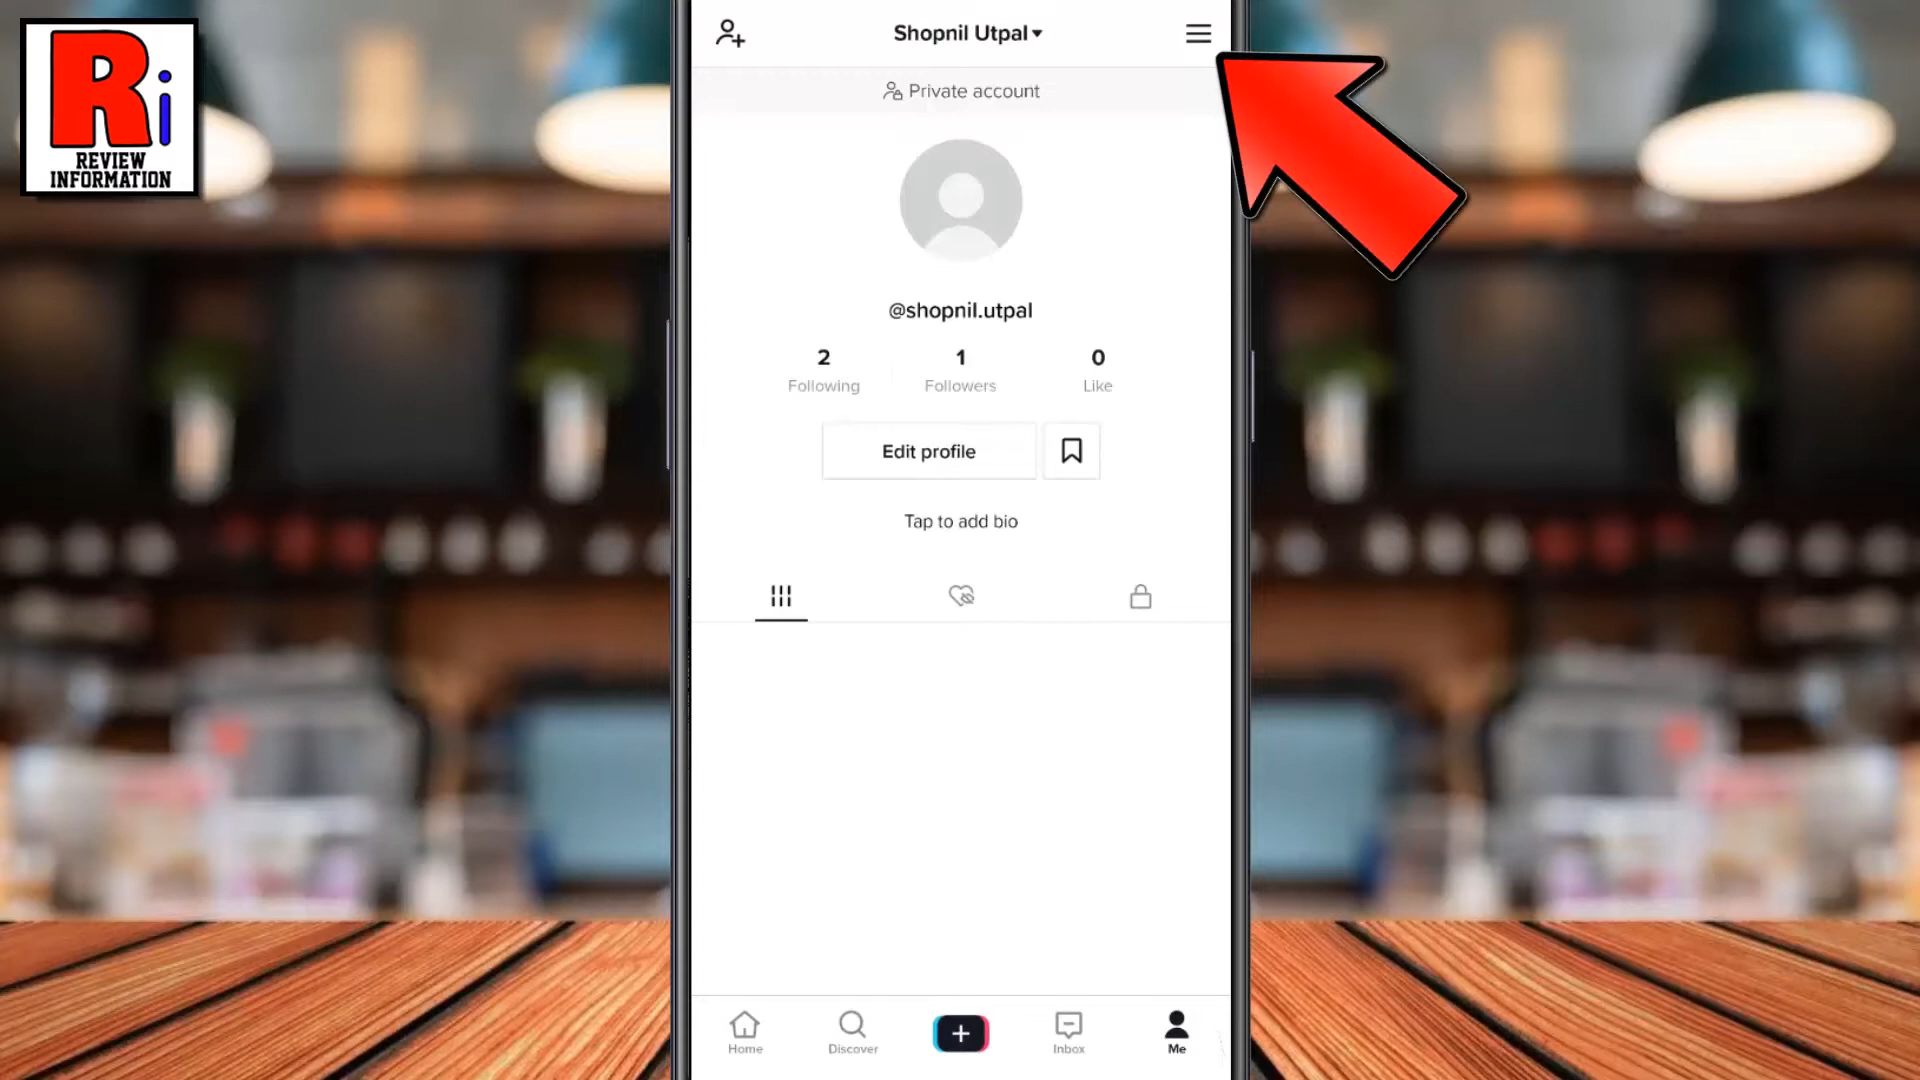 Ri
REVIEW
INFORMATION
Shopnil Utpal
Private account
@shopnil.utpal
2 1 0
Following Followers Like
Edit profile
Tap to add bio
Home Discover Inbox Me